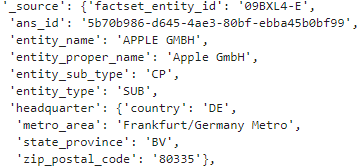 '_source': {'factset_entity_id': '09BXL4-E',
'ans_id': '5b70b986-d645-4ae3-80bf-ebba45b0bf99',
'entity_name': 'APPLE GMBH',
'entity_proper_name': 'Apple GmbH',
'entity_sub_type': 'CP',
'entity_type': 'SUB',
'headquarter': {'country': 'DE',
'metro_area': 'Frankfurt/Germany Metro',
'state_province': 'BV',
'zip_postal_code': '80335'},